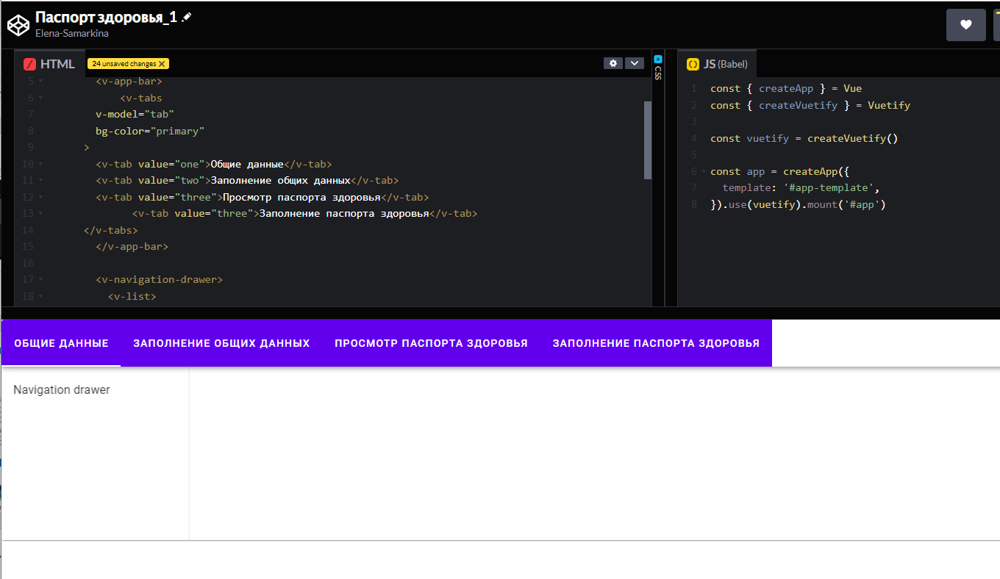 Паспорт здоровья_1
Elena-Samarkina
/ HTML 24 unsaved changes X
5 <v-app-bar>
6 <v-tabs
7 v-model="tab"
8 bg-color="primary"
9 >
10 <v-tab value="one">Общие данные</v-tab>
11 <v-tab value="two">Заполнение общих данных</v-tab>
12 <v-tab value="three">Просмотр паспорта здоровья</v-tab>
13 <v-tab value="three">Заполнение паспорта здоровья</v-tab>
14 </v-tabs>
15 </v-app-bar>
16
17 <v-navigation-drawer>
18 <v-list>
* CSS
() JS (Babel)
1 const { createApp } = Vue
2 const { createVuetify } = Vuetify
3
4 const vuetify = createVuetify()
5
6 const app = createApp({
7 template: '#app-template',
8 }).use(vuetify).mount('#app')
ОБЩИЕ ДАННЫЕ ЗАПОЛНЕНИЕ ОБЩИХ ДАННЫХ ПРОСМОТР ПАСПОРТА ЗДОРОВЬЯ ЗАПОЛНЕНИЕ ПАСПОРТА ЗДОРОВЬЯ
Navigation drawer